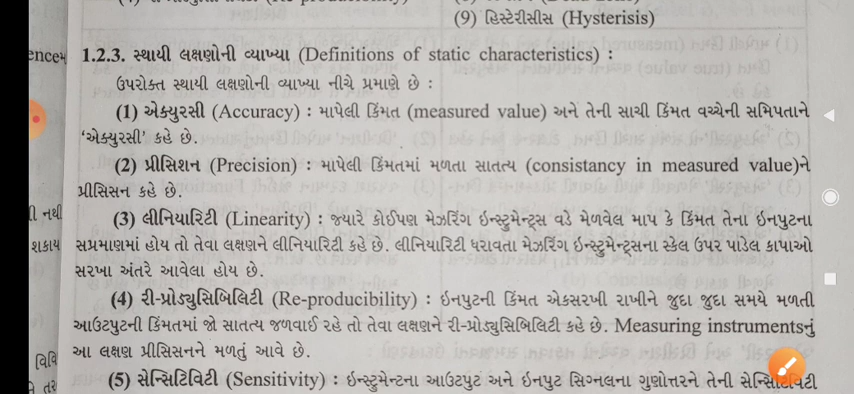 (9) હિસ્ટેરીસીસ (Hysterisis)
1.2.3. સ્થાયી લક્ષણોની વ્યાખ્યા (Definitions of static characteristics) :
ઉપરોક્ત સ્થાયી લક્ષણોની વ્યાખ્યા નીચે પ્રમાણે છે :
(1) એક્યુરસી (Accuracy) : માપેલી કિંમત (measured value) અને તેની સાચી કિંમત વચ્ચેની સમિપતાને
‘એક્યુરસી’ કહે છે.
(2) પ્રીસિશન (Precision) : માપેલી કિંમતમાં મળતા સાતત્ય (consistancy in measured value)ને
પ્રીસિસન કહે છે.
(3) લીનિયારિટી (Linearity) : જ્યારે કોઈપણ મેઝરિંગ ઇન્સ્ટ્રુમેન્ટ્સ વડે મેળવેલ માપ કે કિંમત તેના ઇનપુટના
સપ્રમાણમાં હોય તો તેવા લક્ષણને લીનિયારિટી કહે છે. લીનિયારિટી ધરાવતા મેઝરિંગ ઇન્સ્ટ્રુમેન્ટ્સના સ્કેલ ઉપર પાડેલ કાપાઓ
સરખા અંતરે આવેલા હોય છે.
(4) રી-પ્રોડ્યુસિબિલિટી (Re-producibility) : ઇનપુટની કિંમત એકસરખી રાખીને જુદા જુદા સમયે મળતી
આઉટપુટની કિંમતમાં જો સાતત્ય જળવાઈ રહે તો તેવા લક્ષણને રી-પ્રોડ્યુસિબિલિટી કહે છે. Measuring instrumentsનું
આ લક્ષણ પ્રીસિસનને મળતું આવે છે.
(5) સેન્સિટિવિટી (Sensitivity) : ઇન્સ્ટ્રુમેન્ટના આઉટપુટ અને ઇનપુટ સિગ્નલના ગુણોત્તરને તેની